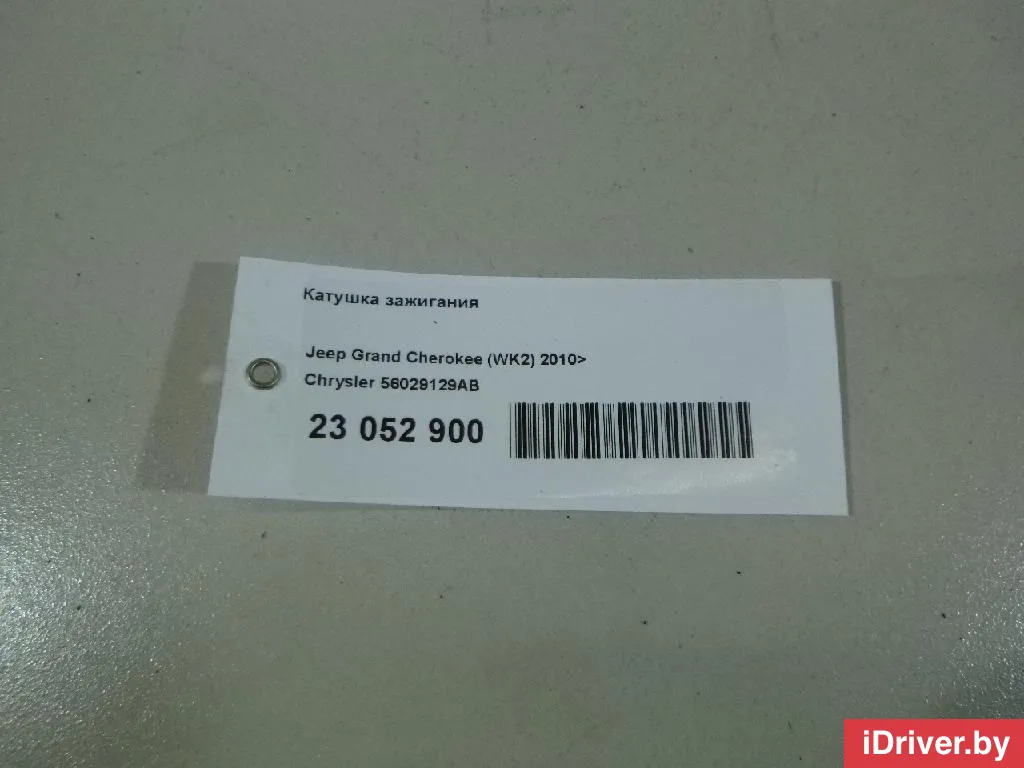 Катушка зажигания
Jeep Grand Cherokee (WK2) 2010>
Chrysler 56029129AB
23 052 900
iDriver.by